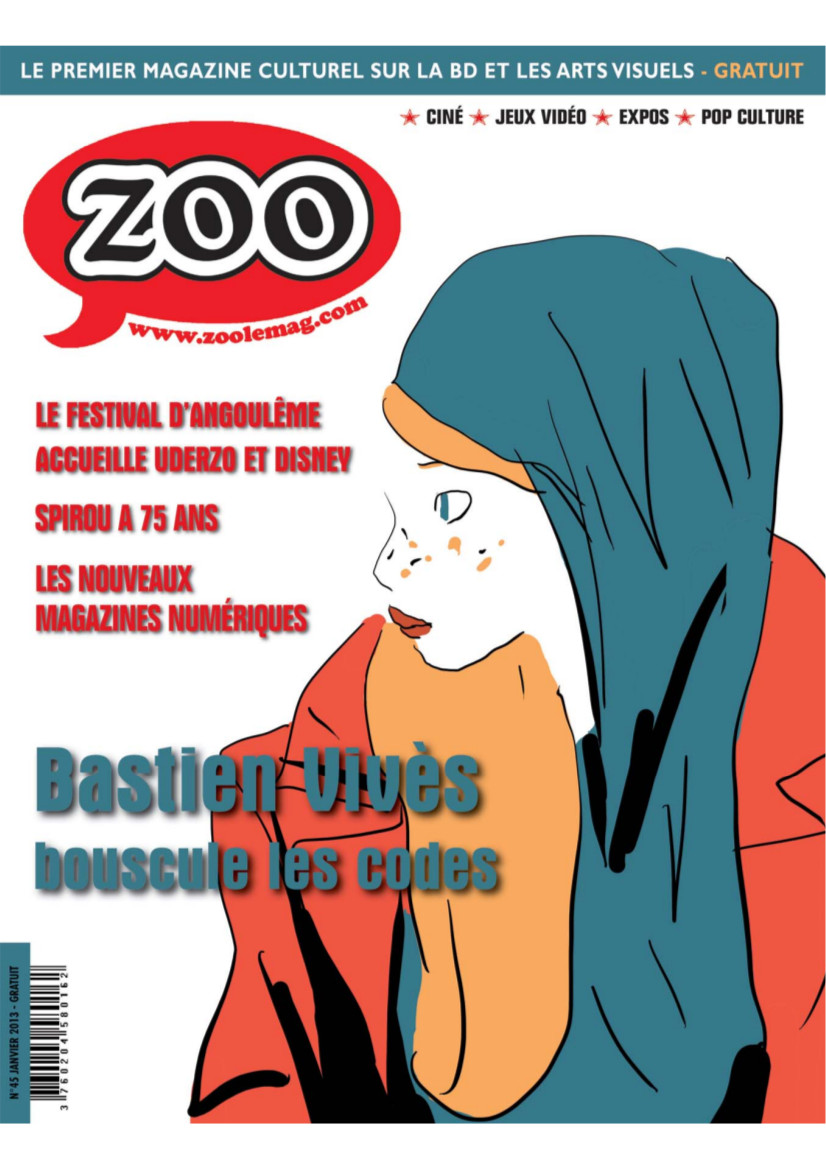 LE PREMIER MAGAZINE CULTUREL SUR LA BD ET LES ARTS VISUELS - GRATUIT
★ CINÉ ★ JEUX VIDÉO ★ EXPOS ★ POP CULTURE
ZOO
www.zoolemag.com
LE FESTIVAL D'ANGOULÊME
ACCUEILLE UDERZO ET DISNEY
SPIROU A 75 ANS
LES NOUVEAUX
MAGAZINES NUMÉRIQUES
Bastien Vivès
bouscule les codes
N°45 JANVIER 2013 - GRATUIT
3 760204 580162